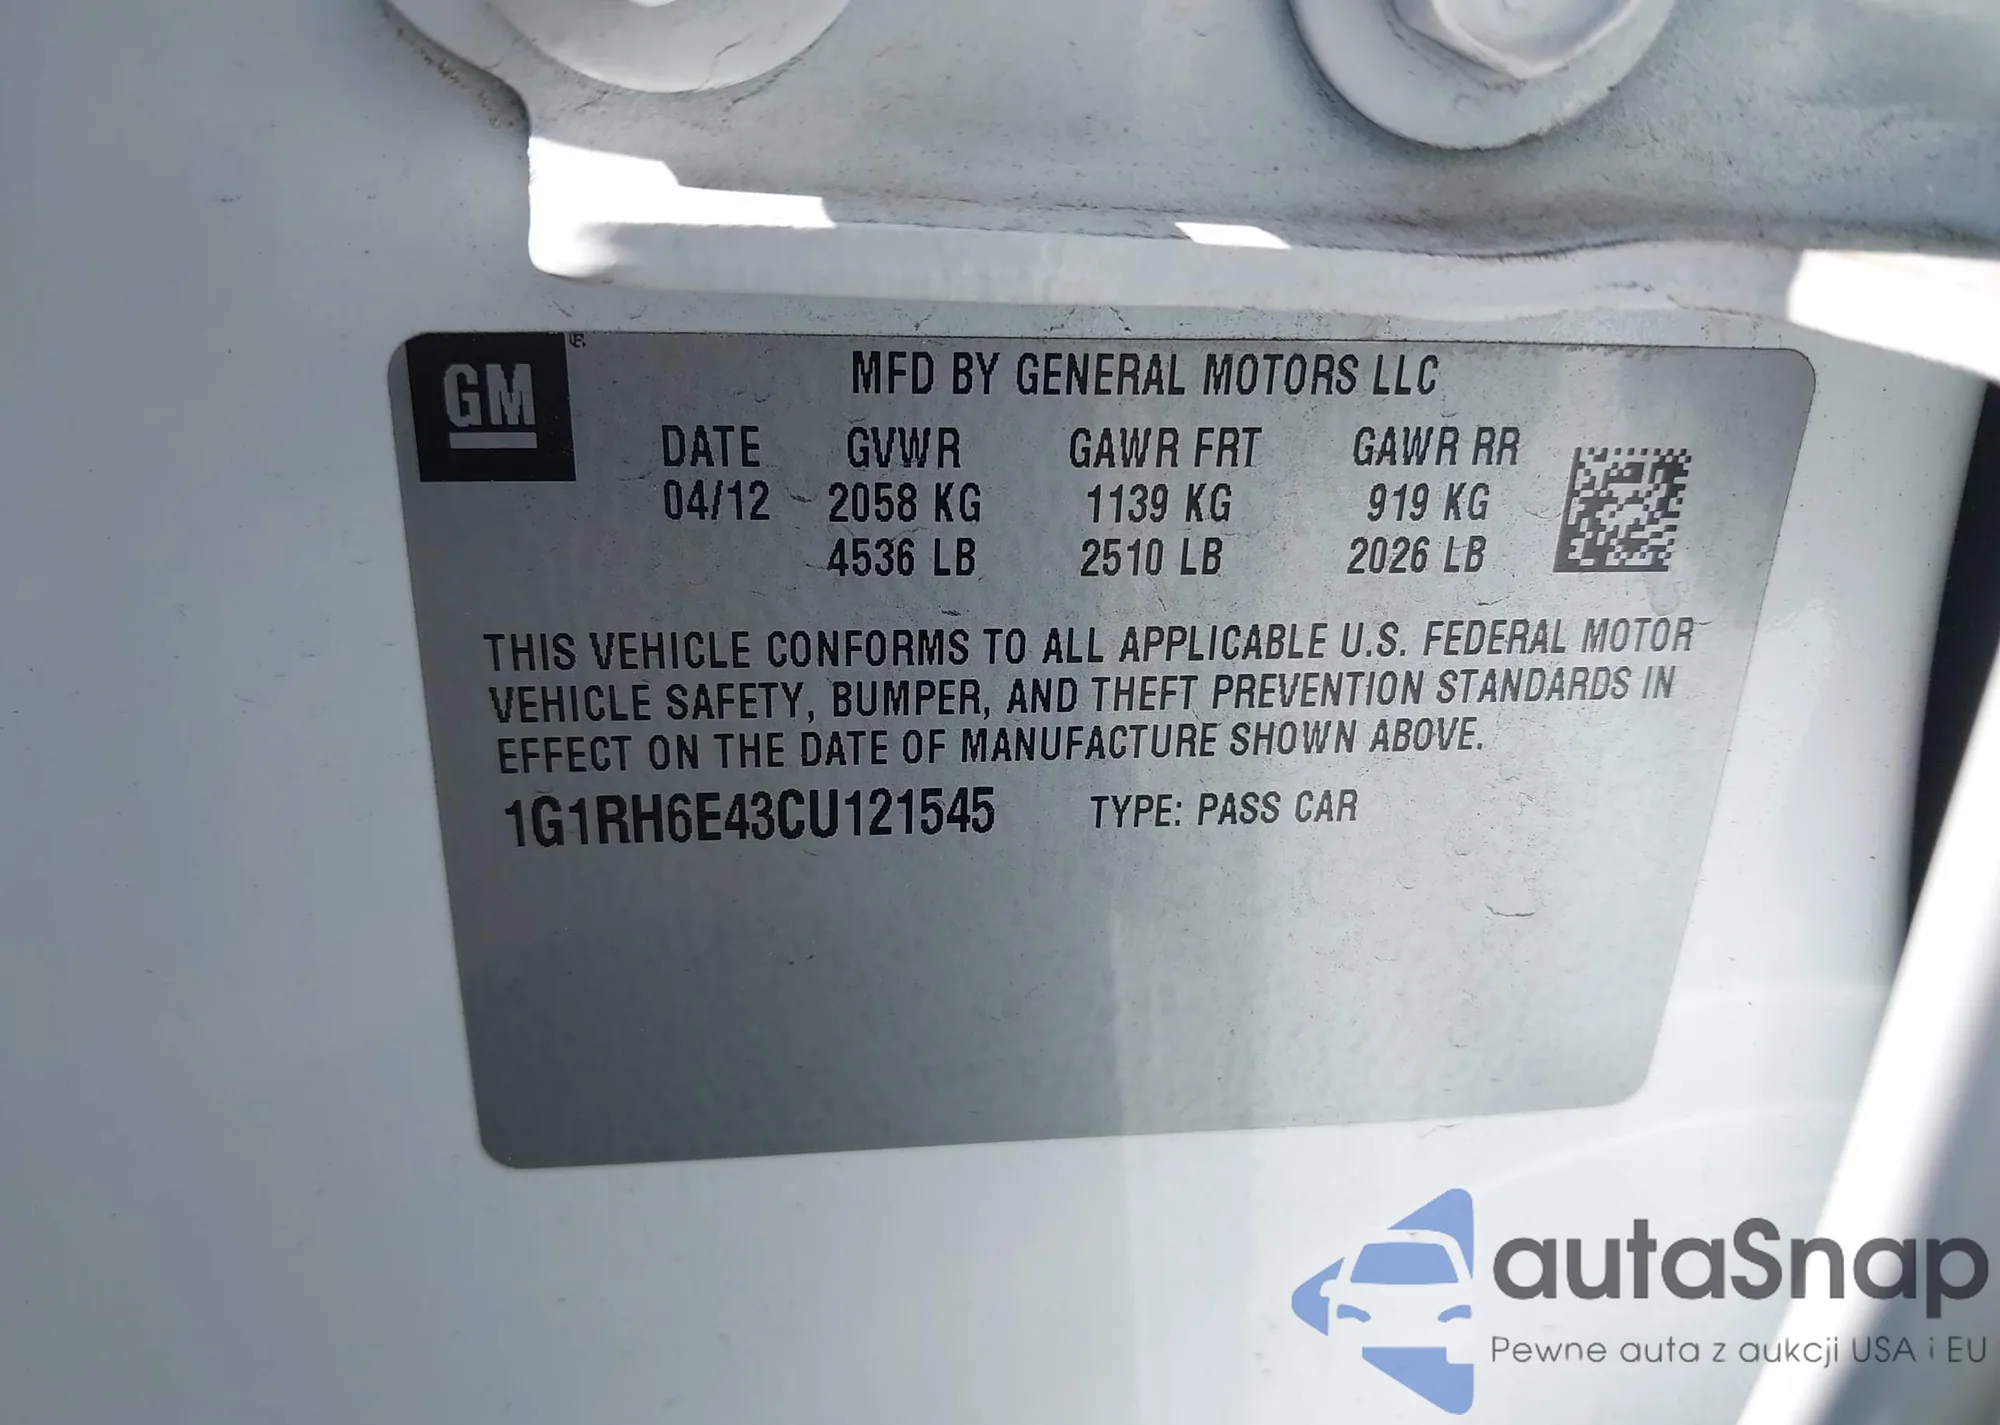 GM
MFD BY GENERAL MOTORS LLC
DATE GVWR GAWR FRT GAWR RR
04/12 2058 KG 1139 KG 919 KG
4536 LB 2510 LB 2026 LB
THIS VEHICLE CONFORMS TO ALL APPLICABLE U.S. FEDERAL MOTOR
VEHICLE SAFETY, BUMPER, AND THEFT PREVENTION STANDARDS IN
EFFECT ON THE DATE OF MANUFACTURE SHOWN ABOVE.
1G1RH6E43CU121545 TYPE: PASS CAR
autaSnap
Pewne auta z aukcji USA i EU